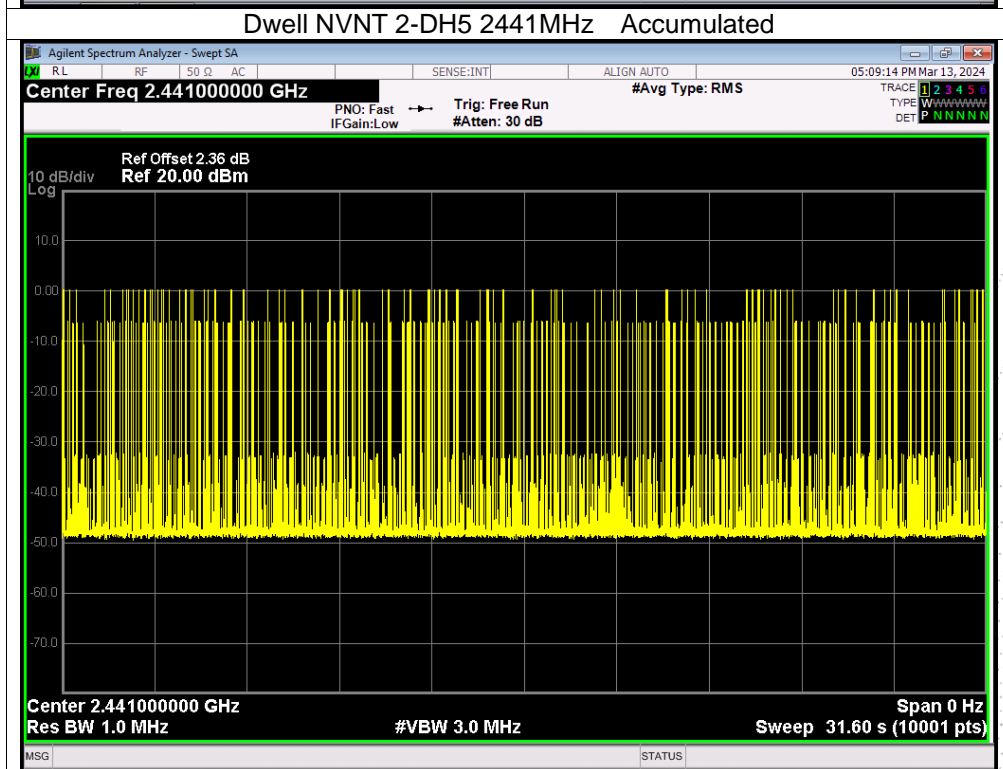 Dwell NVNT 2-DH5 2441MHz Accumulated
Agilent Spectrum Analyzer - Swept SA
LXI RL RF 50 Ω AC SENSE:INT ALIGN AUTO 05:09:14 PM Mar 13, 2024
Center Freq 2.441000000 GHz #Avg Type: RMS TRACE 1 2 3 4 5 6
PNO: Fast Trig: Free Run TYPE WWWWWW
IFGain:Low #Atten: 30 dB DET P N N N N N
Ref Offset 2.36 dB
10 dB/div Ref 20.00 dBm
Log
10.0
0.00
-10.0
-20.0
-30.0
-40.0
-50.0
-60.0
-70.0
Center 2.441000000 GHz Span 0 Hz
Res BW 1.0 MHz #VBW 3.0 MHz Sweep 31.60 s (10001 pts)
MSG STATUS